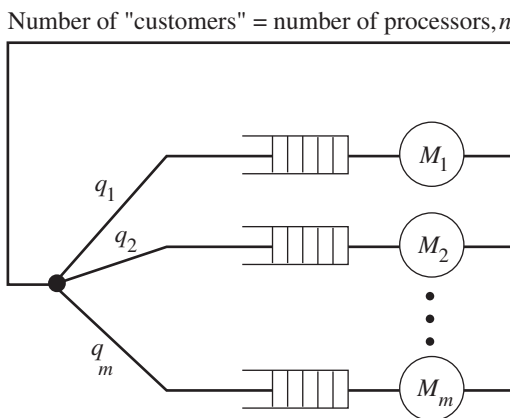 Number of "customers" = number of processors, n
q1
M1
q2
M2
qm
Mm